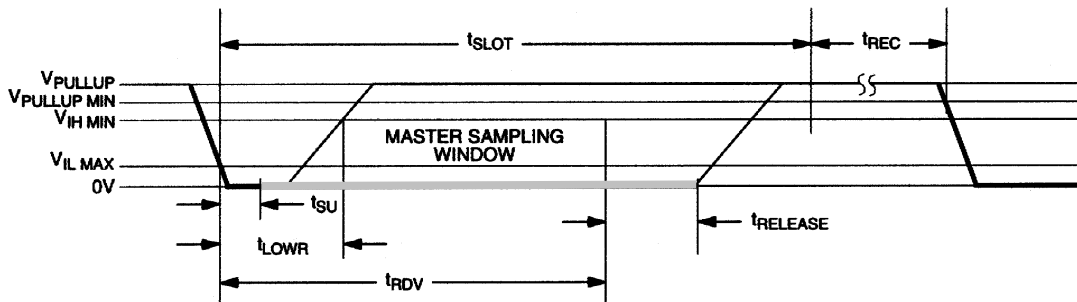 tSLOT
tREC
VPULLUP
VPULLUP MIN
VIH MIN
MASTER SAMPLING
WINDOW
VIL MAX
0V
tSU
tRELEASE
tLOWR
tRDV